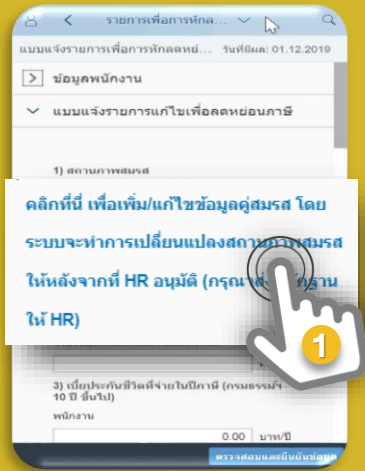 รายการเพื่อการหักล...
แบบแจ้งรายการเพื่อการหักลดหย่... วันที่มีผล: 01.12.2019
ข้อมูลพนักงาน
แบบแจ้งรายการแก้ไขเพื่อลดหย่อนภาษี
1) สถานภาพสมรส
คลิกที่นี่ เพื่อเพิ่ม/แก้ไขข้อมูลคู่สมรส โดย
ระบบจะทำการเปลี่ยนแปลงสถานภาพสมรส
ให้หลังจากที่ HR อนุมัติ (กรุณาส่งหลักฐาน
ให้ HR)
1
3) เบี้ยประกันชีวิตที่จ่ายในปีภาษี (กรมธรรม์ฯ
10 ปี ขึ้นไป)
พนักงาน
0.00 บาท/ปี
ตรวจสอบและยืนยันข้อมูล